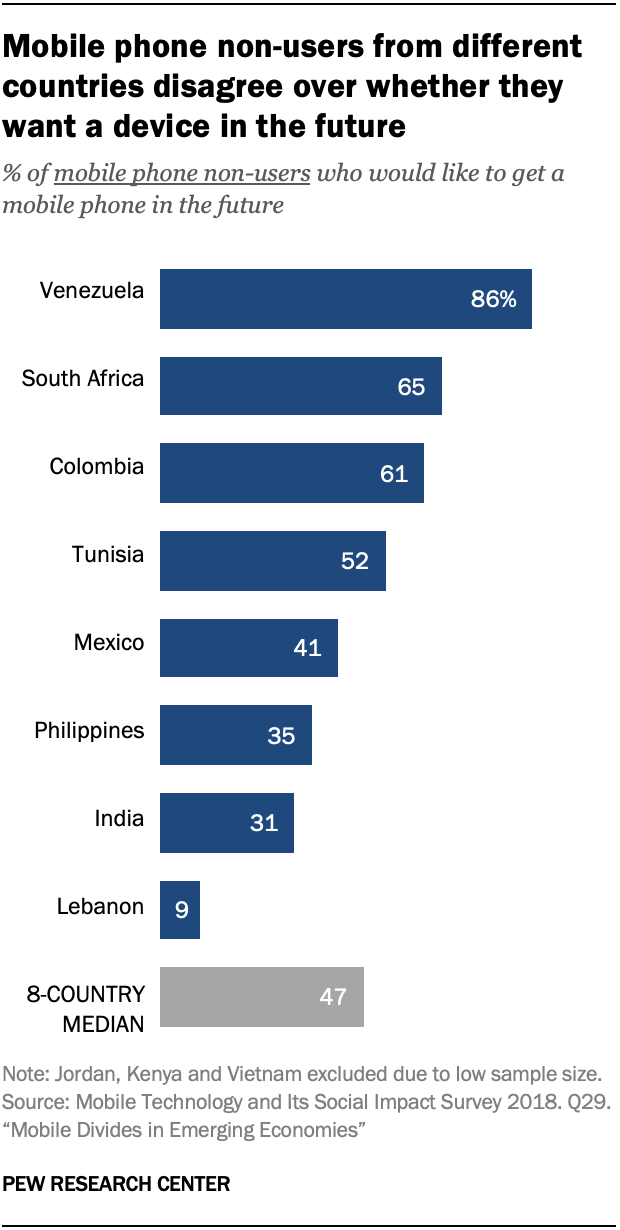 Mobile phone non-users from different
countries disagree over whether they
want a device in the future
% of mobile phone non-users who would like to get a
mobile phone in the future
Venezuela 86%
South Africa 65
Colombia 61
Tunisia 52
Mexico 41
Philippines 35
India 31
Lebanon 9
8-COUNTRY
MEDIAN 47
Note: Jordan, Kenya and Vietnam excluded due to low sample size.
Source: Mobile Technology and Its Social Impact Survey 2018. Q29.
“Mobile Divides in Emerging Economies”
PEW RESEARCH CENTER